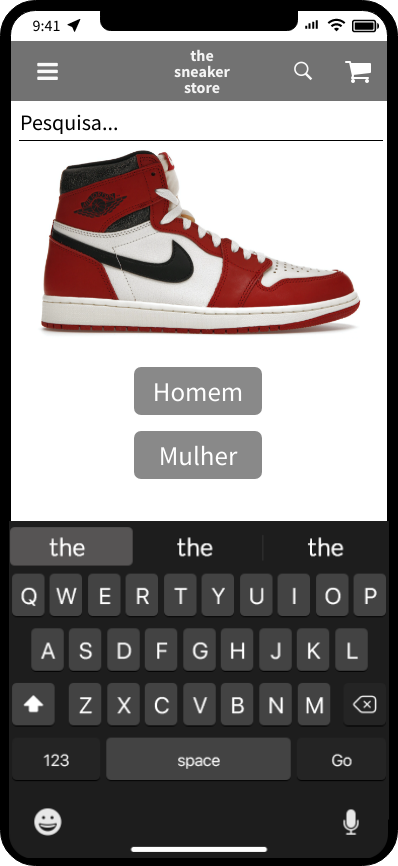 9:41
the
sneaker
store
Pesquisa...
Homem
Mulher
the the the
Q W E R T Y U I O P
A S D F G H J K L
Z X C V B N M
123 space Go